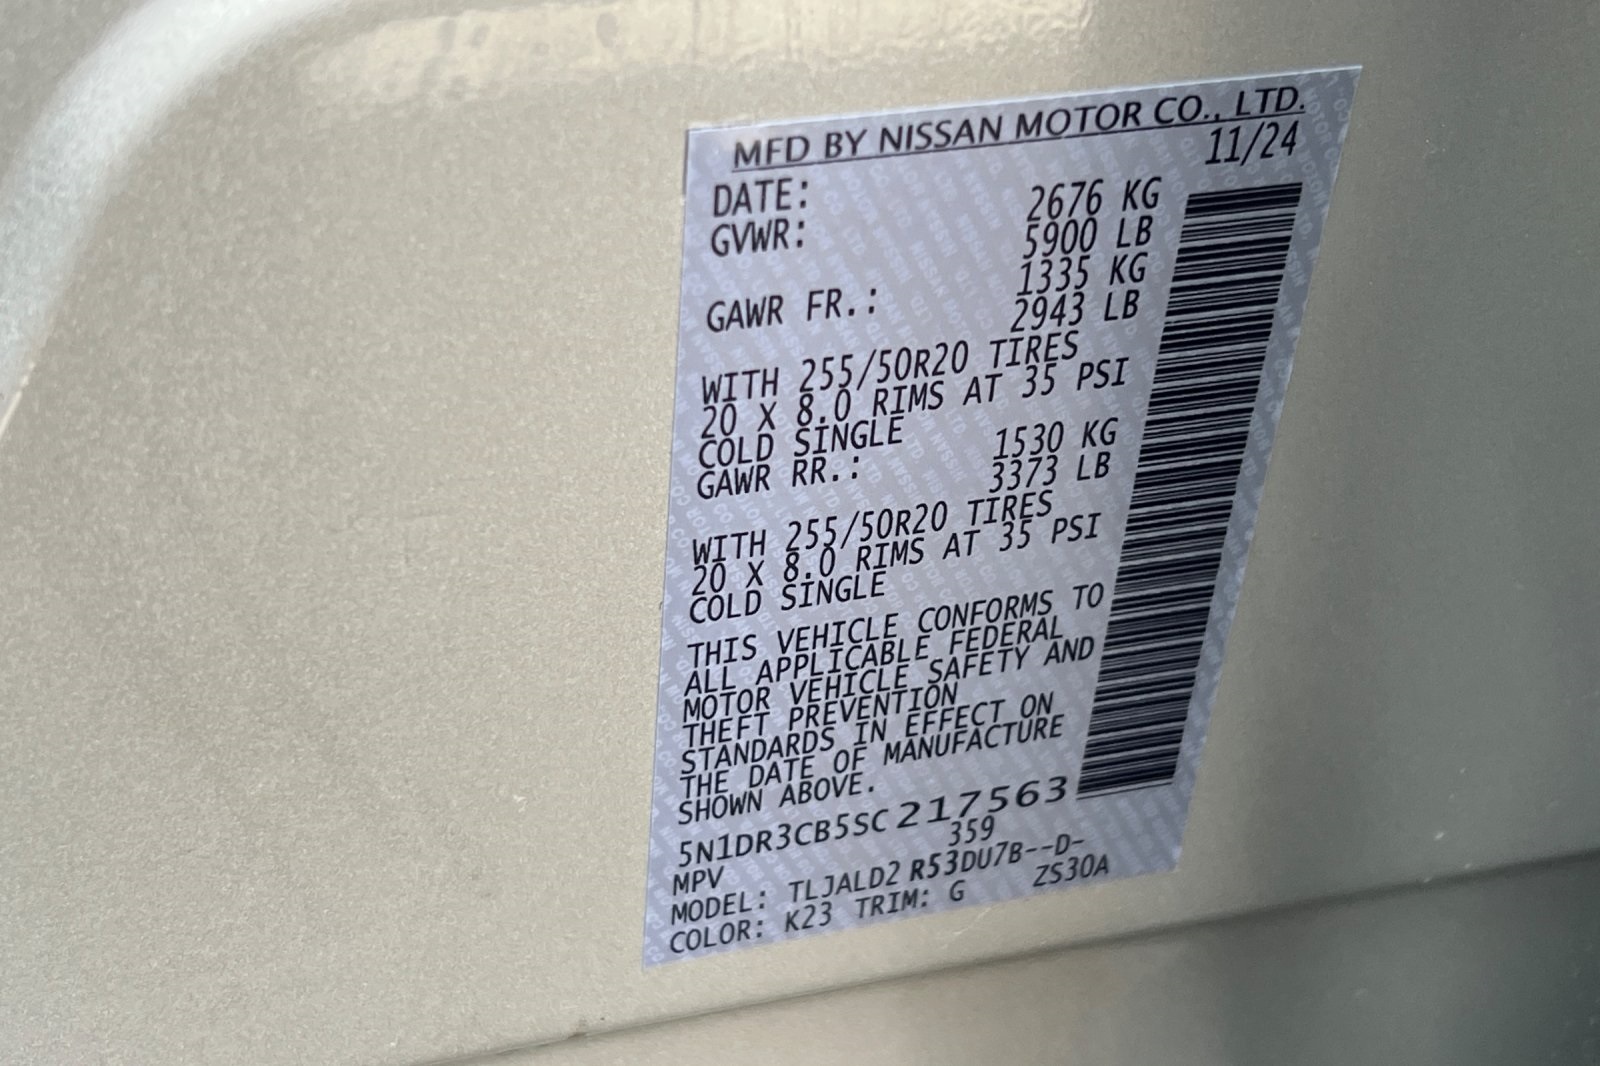 MFD BY NISSAN MOTOR CO., LTD.
DATE: 11/24
GVWR: 2676 KG
5900 LB
GAWR FR.: 1335 KG
2943 LB
WITH 255/50R20 TIRES
20 X 8.0 RIMS AT 35 PSI
COLD SINGLE
GAWR RR.: 1530 KG
3373 LB
WITH 255/50R20 TIRES
20 X 8.0 RIMS AT 35 PSI
COLD SINGLE
THIS VEHICLE CONFORMS TO
ALL APPLICABLE FEDERAL
MOTOR VEHICLE SAFETY AND
THEFT PREVENTION
STANDARDS IN EFFECT ON
THE DATE OF MANUFACTURE
SHOWN ABOVE.
5N1DR3CB5SC217563
MPV 359
MODEL: TLJALD2 R53DU7B--D-
COLOR: K23 TRIM: G ZS30A